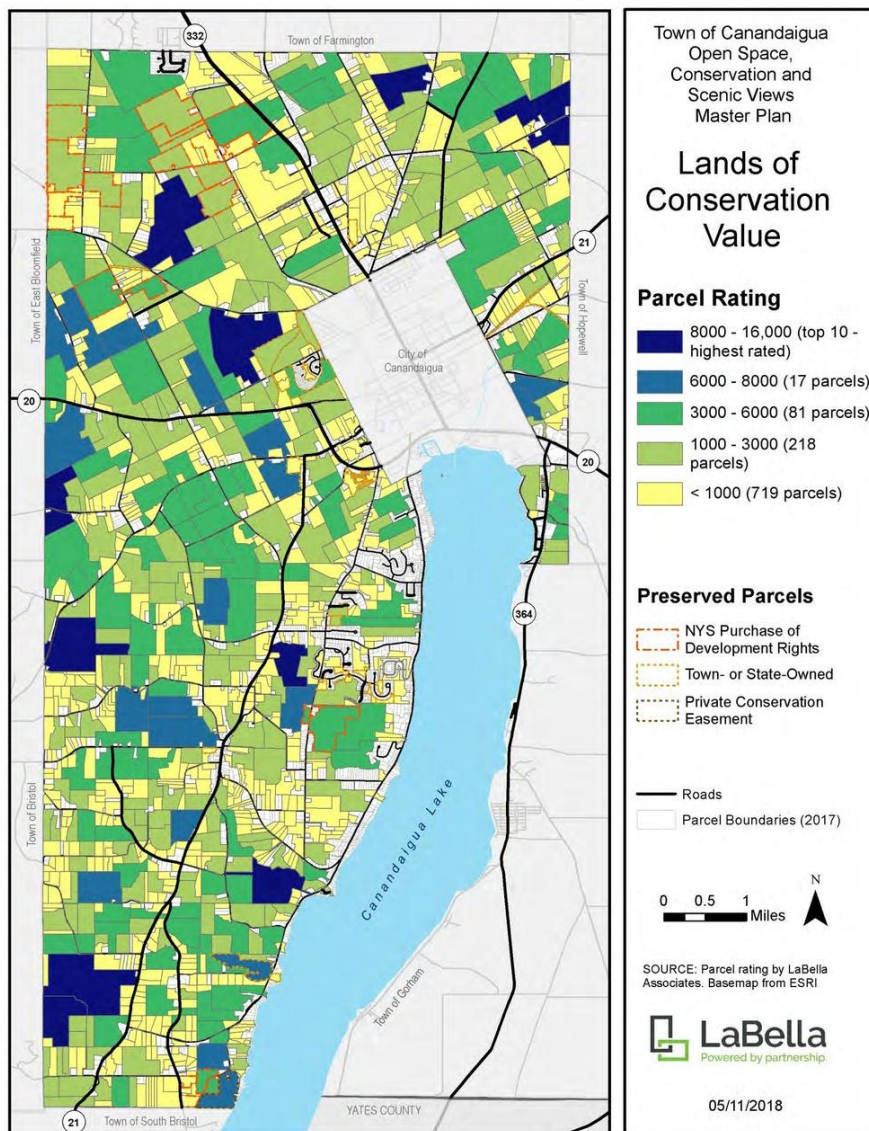 332
Town of Farmington
Town of East Bloomfield
21
Town of Hopewell
City of
Canandaigua
20
20
364
Town of Bristol
Canandaigua Lake
Town of Gorham
21
Town of South Bristol
YATES COUNTY
Town of Canandaigua
Open Space,
Conservation and
Scenic Views
Master Plan
Lands of
Conservation
Value
Parcel Rating
8000 - 16,000 (top 10 -
highest rated)
6000 - 8000 (17 parcels)
3000 - 6000 (81 parcels)
1000 - 3000 (218
parcels)
< 1000 (719 parcels)
Preserved Parcels
NYS Purchase of
Development Rights
Town- or State-Owned
Private Conservation
Easement
Roads
Parcel Boundaries (2017)
N
0 0.5 1
Miles
SOURCE: Parcel rating by LaBella
Associates. Basemap from ESRI
LaBella
Powered by partnership.
05/11/2018